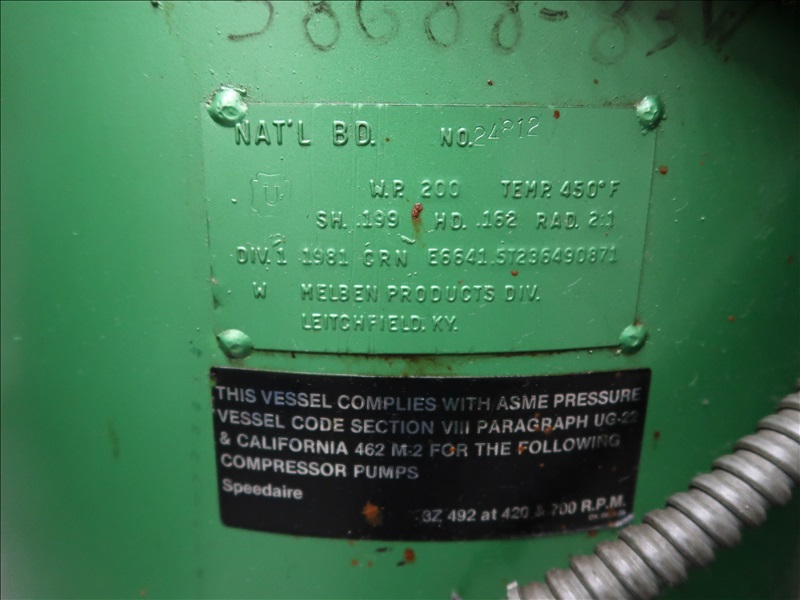 NAT'L BD. NO. 24812
U
W.P. 200 TEMP. 450°F
SH. .199 HD. .162 RAD. 2:1
DIV. 1 1981 CRN E6641.5T236490871
W MELBEN PRODUCTS DIV.
LEITCHFIELD, KY.
THIS VESSEL COMPLIES WITH ASME PRESSURE
VESSEL CODE SECTION VIII PARAGRAPH UG-22
& CALIFORNIA 462 M-2 FOR THE FOLLOWING
COMPRESSOR PUMPS
Speedaire
3Z 492 at 420 & 700 R.P.M.